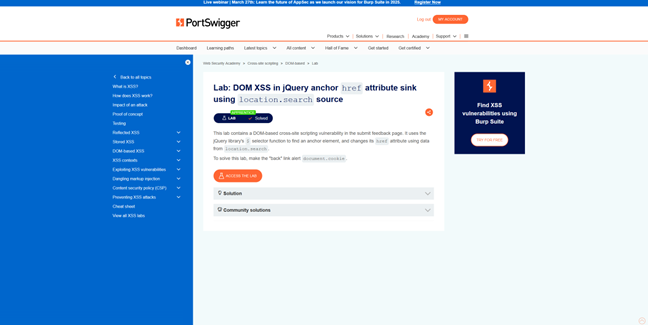 Live webinar | March 27th: Learn the future of AppSec as we launch our vision for Burp Suite in 2025. Register Now
PortSwigger
Log out MY ACCOUNT
Products Solutions Research Academy Support
Dashboard Learning paths Latest topics All content Hall of Fame Get started Get certified
Web Security Academy » Cross-site scripting » DOM-based » Lab
Back to all topics
What is XSS?
How does XSS work?
Impact of an attack
Proof of concept
Testing
Reflected XSS
Stored XSS
DOM-based XSS
XSS contexts
Exploiting XSS vulnerabilities
Dangling markup injection
Content security policy (CSP)
Preventing XSS attacks
Cheat sheet
View all XSS labs
Lab: DOM XSS in jQuery anchor href attribute sink
using location.search source
LAB Solved
This lab contains a DOM-based cross-site scripting vulnerability in the submit feedback page. It uses the
jQuery library's $ selector function to find an anchor element, and changes its href attribute using data
from location.search.
To solve this lab, make the "back" link alert document.cookie.
ACCESS THE LAB
Solution
Community solutions
Find XSS
vulnerabilities using
Burp Suite
TRY FOR FREE